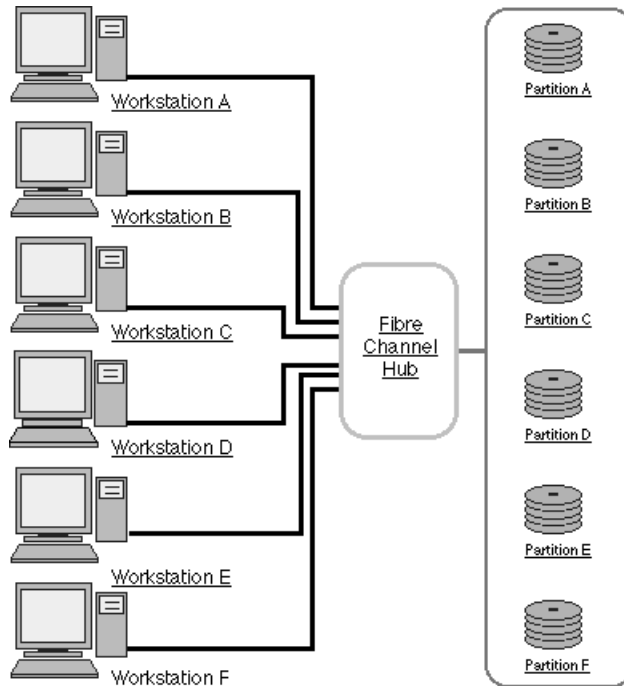 Workstation A
Workstation B
Workstation C
Workstation D
Workstation E
Workstation F
Fibre
Channel
Hub
Partition A
Partition B
Partition C
Partition D
Partition E
Partition F